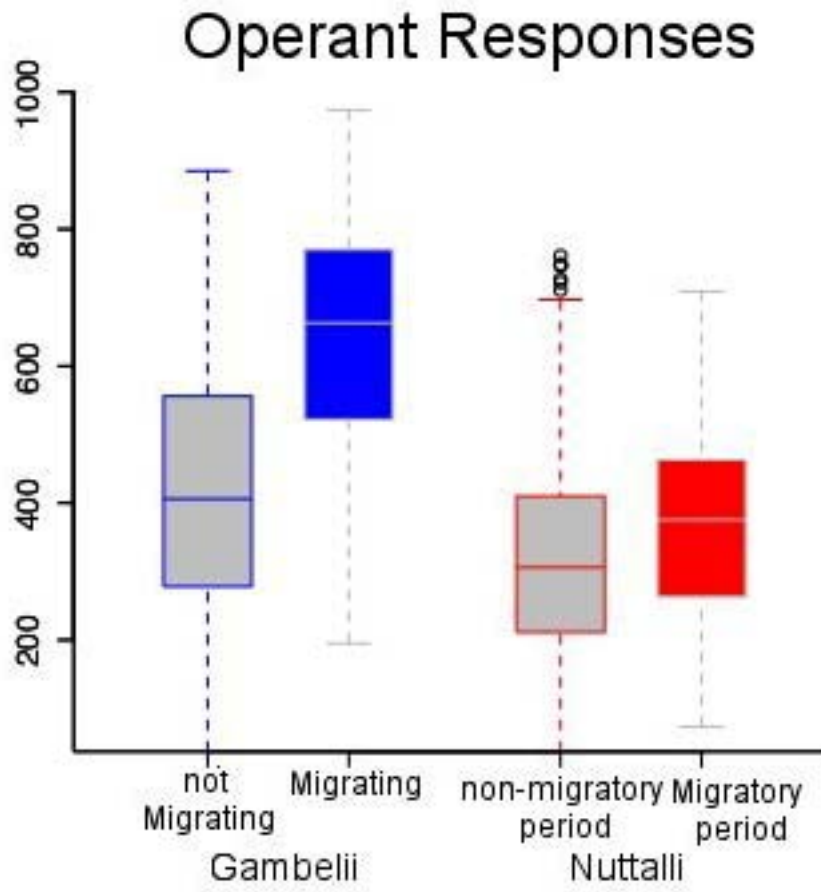 Operant Responses
1000
800
600
400
200
not
Migrating
Migrating
non-migratory
period
Migratory
period
Gambelii
Nuttalli